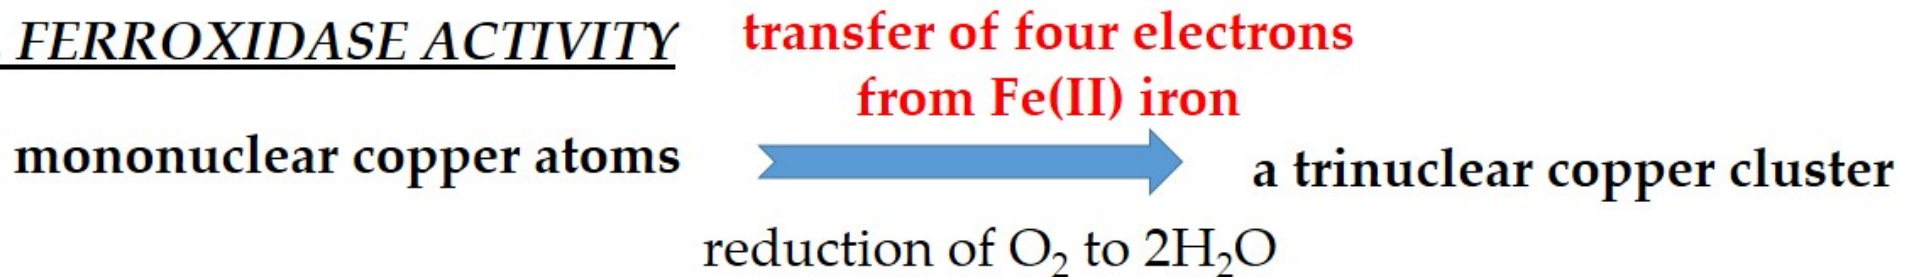 FERROXIDASE ACTIVITY
transfer of four electrons
from Fe(II) iron
mononuclear copper atoms
a trinuclear copper cluster
reduction of O₂ to 2H₂O